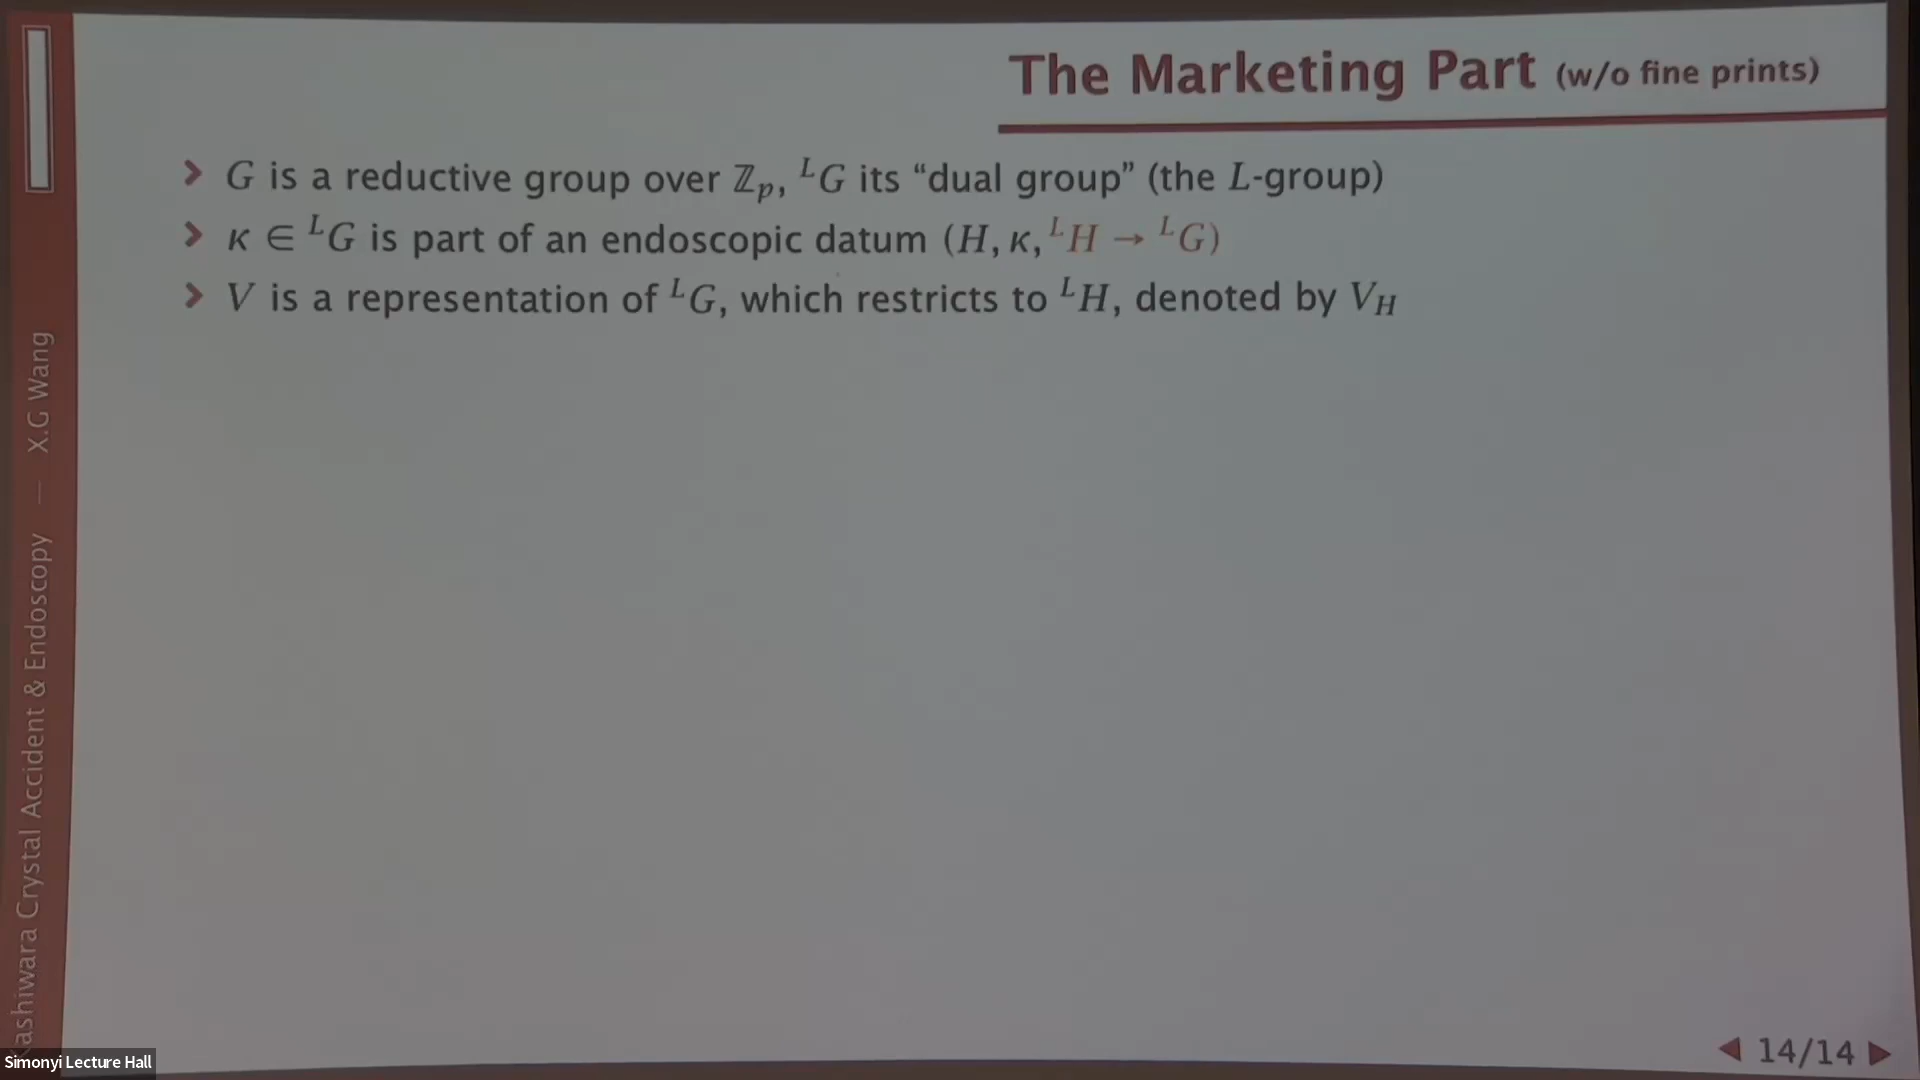 The Marketing Part (w/o fine prints)
G is a reductive group over ℤₚ, ᴸG its “dual group” (the L-group)
κ ∈ ᴸG is part of an endoscopic datum (H, κ, ᴸH → ᴸG)
V is a representation of ᴸG, which restricts to ᴸH, denoted by V_H
ashiwara Crystal Accident & Endoscopy — X.G Wang
14/14
Simonyi Lecture Hall